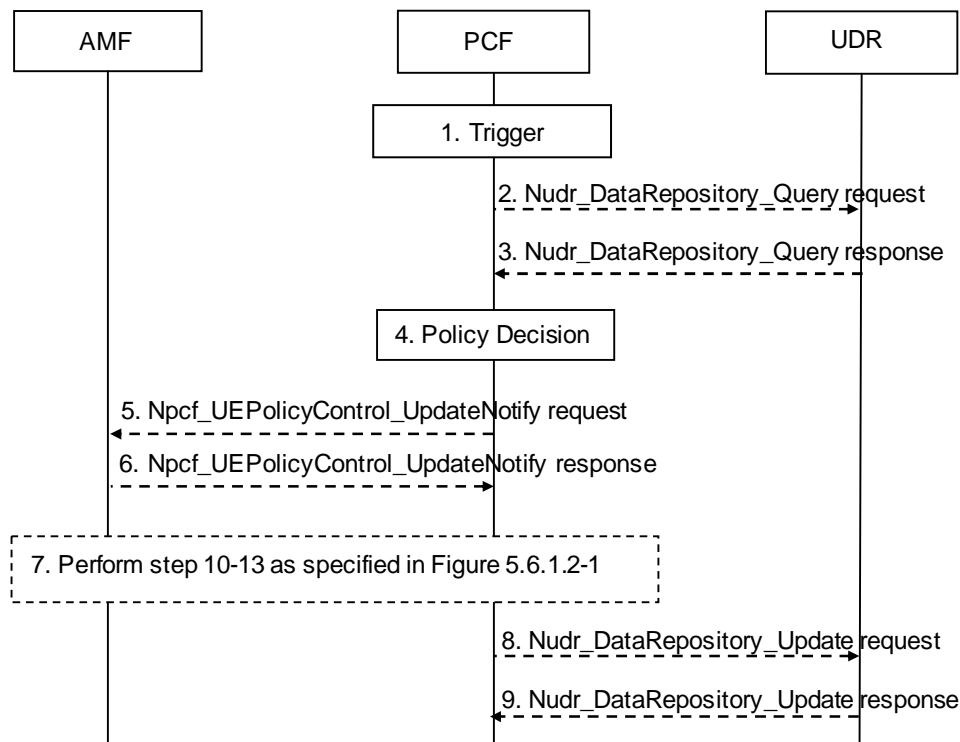 AMF
PCF
UDR
1. Trigger
2. Nudr_DataRepository_Query request
3. Nudr_DataRepository_Query response
4. Policy Decision
5. Npcf_UEPolicyControl_UpdateNotify request
6. Npcf_UEPolicyControl_UpdateNotify response
7. Perform step 10-13 as specified in Figure 5.6.1.2-1
8. Nudr_DataRepository_Update request
9. Nudr_DataRepository_Update response